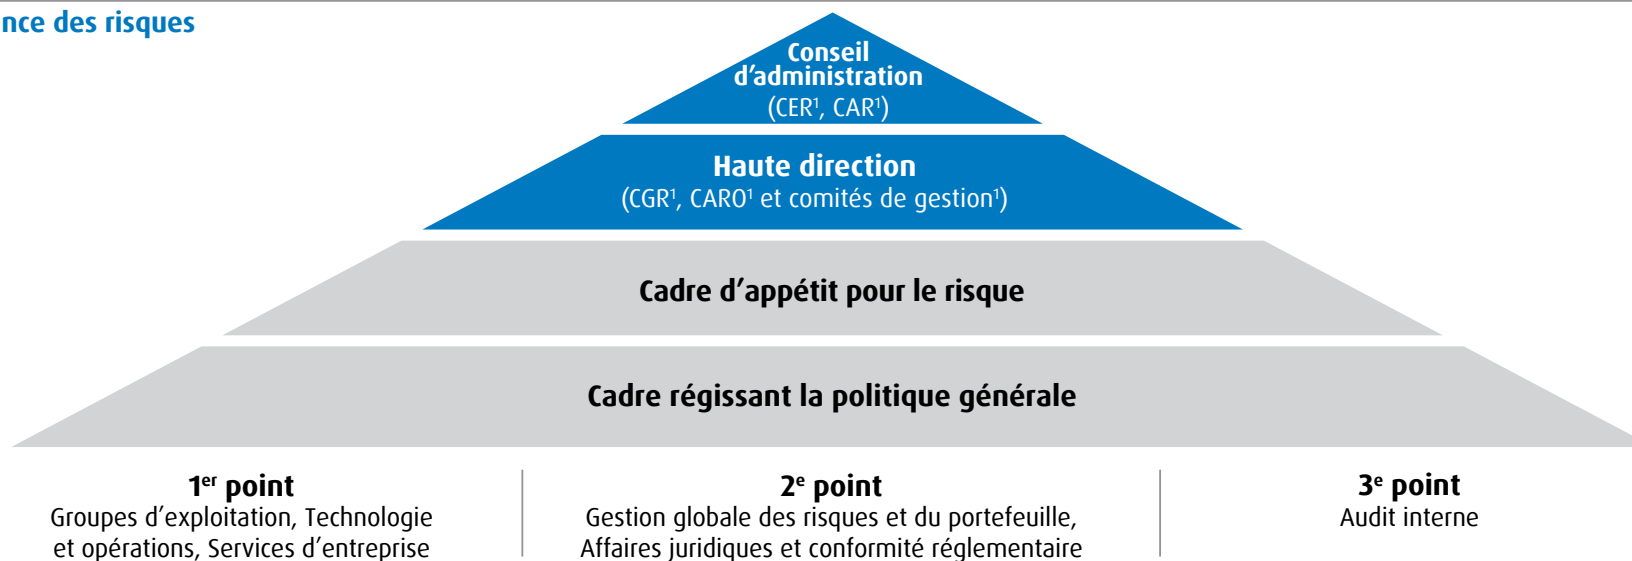 nce des risques
Conseil
d'administration
(CER¹, CAR¹)
Haute direction
(CGR¹, CARO¹ et comités de gestion¹)
Cadre d'appétit pour le risque
Cadre régissant la politique générale
1er point
Groupes d'exploitation, Technologie
et opérations, Services d'entreprise
2e point
Gestion globale des risques et du portefeuille,
Affaires juridiques et conformité réglementaire
3e point
Audit interne